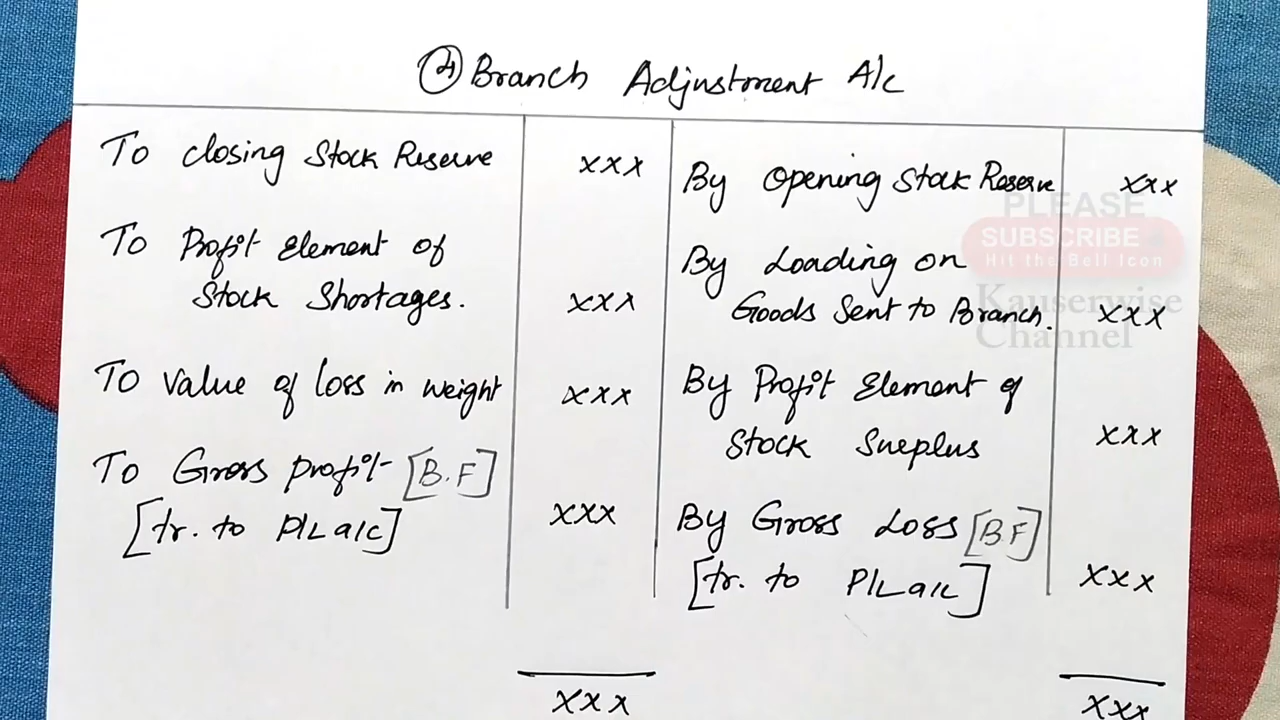 ④ Branch Adjustment A/c
To closing Stock Reserve xxx
To Profit Element of
Stock Shortages. xxx
To value of loss in weight xxx
To Gross profit [B.F]
[tr. to P/L a/c] xxx
xxx
By Opening Stock Reserve xxx
By Loading on
Goods Sent to Branch. xxx
By Profit Element of
Stock Surplus xxx
By Gross Loss [B.F]
[tr. to P/L a/c] xxx
xxx
PLEASE
SUBSCRIBE
Hit the Bell Icon
Kauserwise
Channel